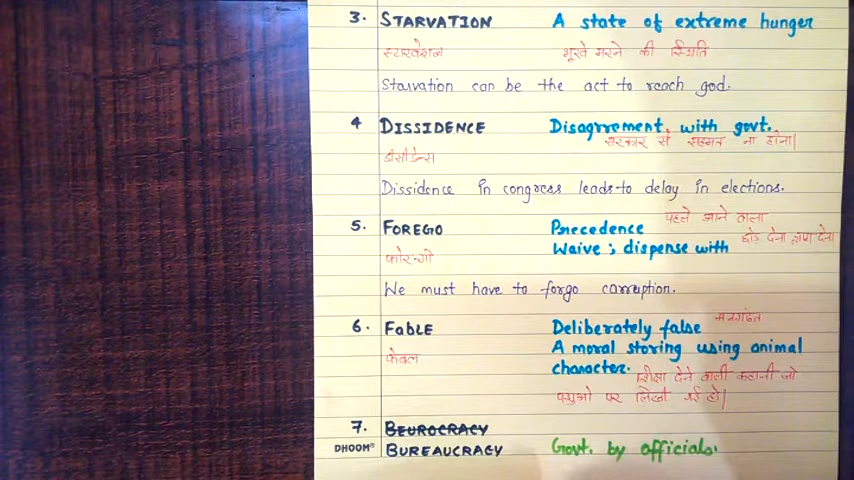 3. STARVATION A state of extreme hunger
स्टारवेशन भूखे मरने की स्थिति
Starvation can be the act to reach god.
4 DISSIDENCE Disagrrement with govt.
डीसीडेन्स सरकार से सहमत ना होना।
Dissidence in congress leads to delay in elections.
5. FOREGO Precedence पहले आने वाला
फोरगो Waive ; dispense with छोड़ देना देना
We must have to forgo corruption.
6. FABLE Deliberately false मनगढंत
फेबल A moral storing using animal
character. शिक्षा देने वाली कहानी जो
पशुओ पर लिखी गई हो।
7. BEUROCRACY
DHOOM® BUREAUCRACY Govt. by officials.